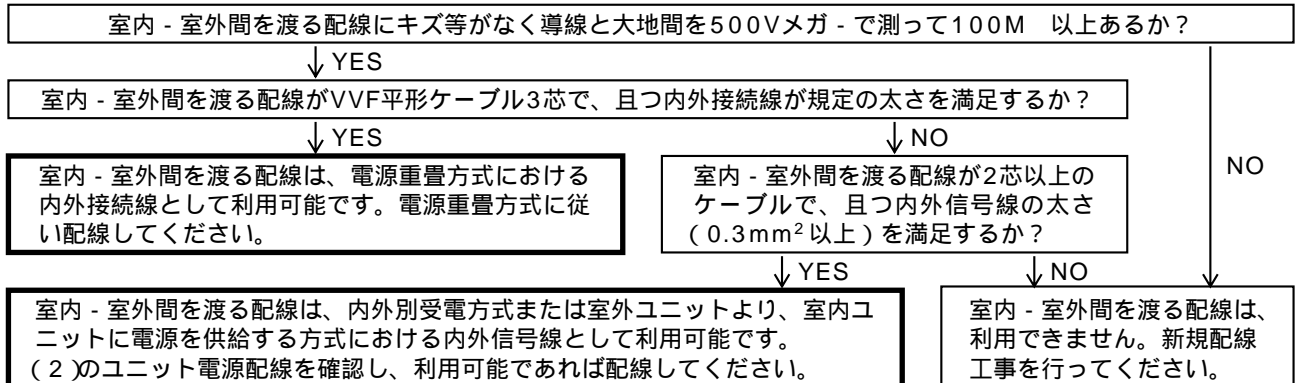 室内‐室外間を渡る配線にキズ等がなく導線と大地間を500Vメガ‐で測って100M 以上あるか？
YES
室内‐室外間を渡る配線がVVF平形ケーブル3芯で、且つ内外接続線が規定の太さを満足するか？
YES
NO
NO
室内‐室外間を渡る配線は、電源重畳方式における
内外接続線として利用可能です。電源重畳方式に従
い配線してください。
室内‐室外間を渡る配線が2芯以上の
ケーブルで、且つ内外信号線の太さ
（0.3mm²以上）を満足するか？
YES
NO
室内‐室外間を渡る配線は、内外別受電方式または室外ユニットより、室内ユ
ニットに電源を供給する方式における内外信号線として利用可能です。
（2）のユニット電源配線を確認し、利用可能であれば配線してください。
室内‐室外間を渡る配線は、
利用できません。新規配線
工事を行ってください。